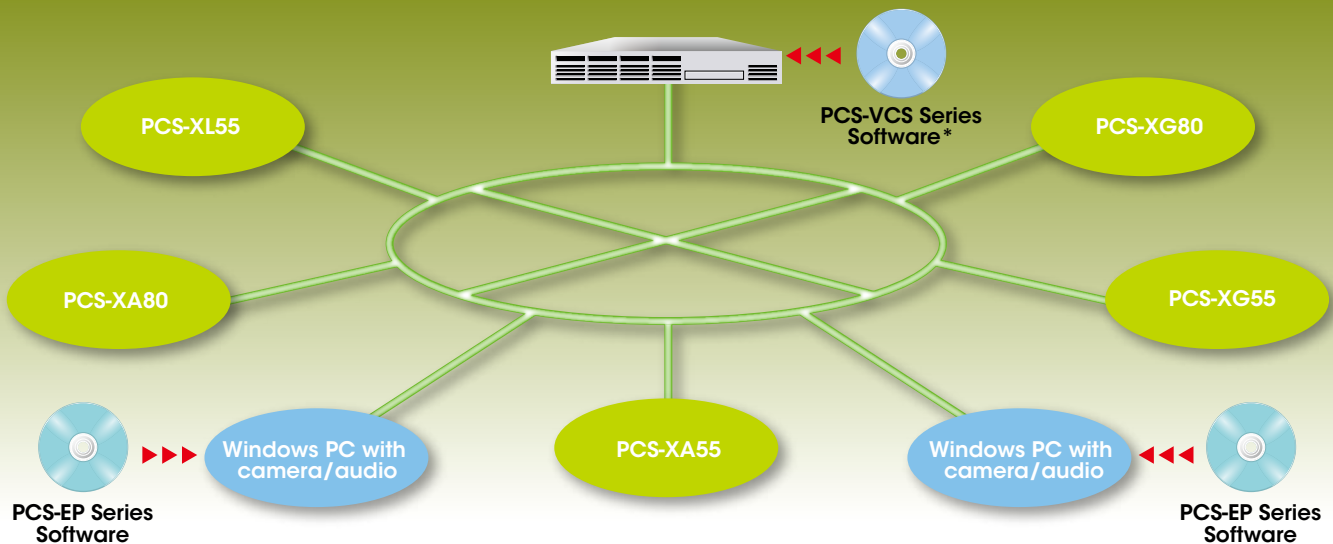 PCS-VCS Series
Software*
PCS-XL55
PCS-XG80
PCS-XA80
PCS-XG55
Windows PC with
camera/audio
PCS-XA55
Windows PC with
camera/audio
PCS-EP Series
Software
PCS-EP Series
Software